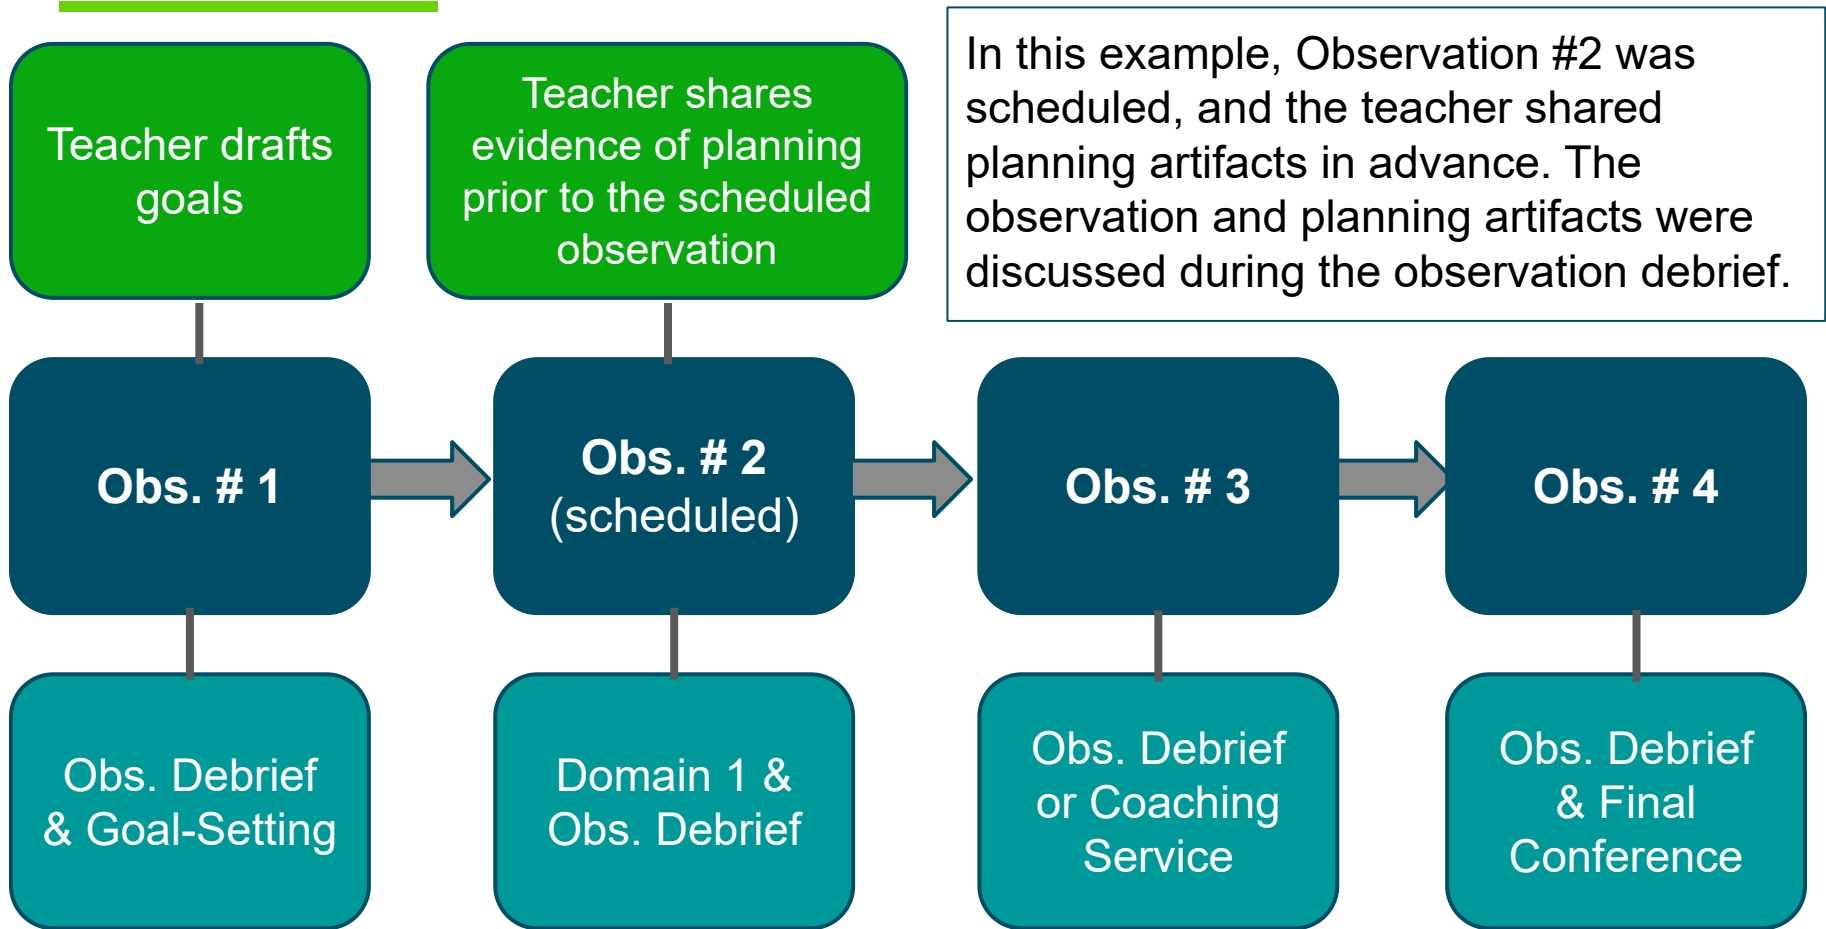 Teacher drafts
goals
Teacher shares
evidence of planning
prior to the scheduled
observation
In this example, Observation #2 was
scheduled, and the teacher shared
planning artifacts in advance. The
observation and planning artifacts were
discussed during the observation debrief.
Obs. # 1
Obs. # 2
(scheduled)
Obs. # 3
Obs. # 4
Obs. Debrief
& Goal-Setting
Domain 1 &
Obs. Debrief
Obs. Debrief
or Coaching
Service
Obs. Debrief
& Final
Conference